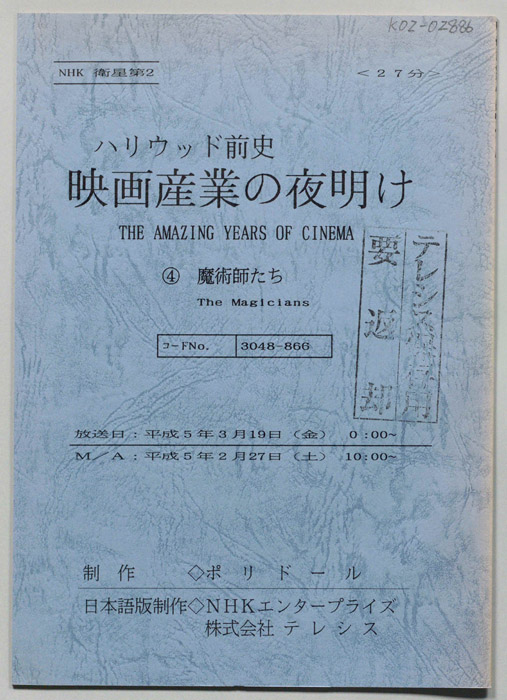 K02-02886
NHK 衛星第2
＜27分＞
ハリウッド前史
映画産業の夜明け
THE AMAZING YEARS OF CINEMA
④ 魔術師たち
The Magicians
コードNo. 3048-866
要返却
放送日：平成5年3月19日（金） 0:00~
M／A：平成5年2月27日（土） 10:00~
制作 ◇ポリドール
日本語版制作◇NHKエンタープライズ
株式会社 テレシス